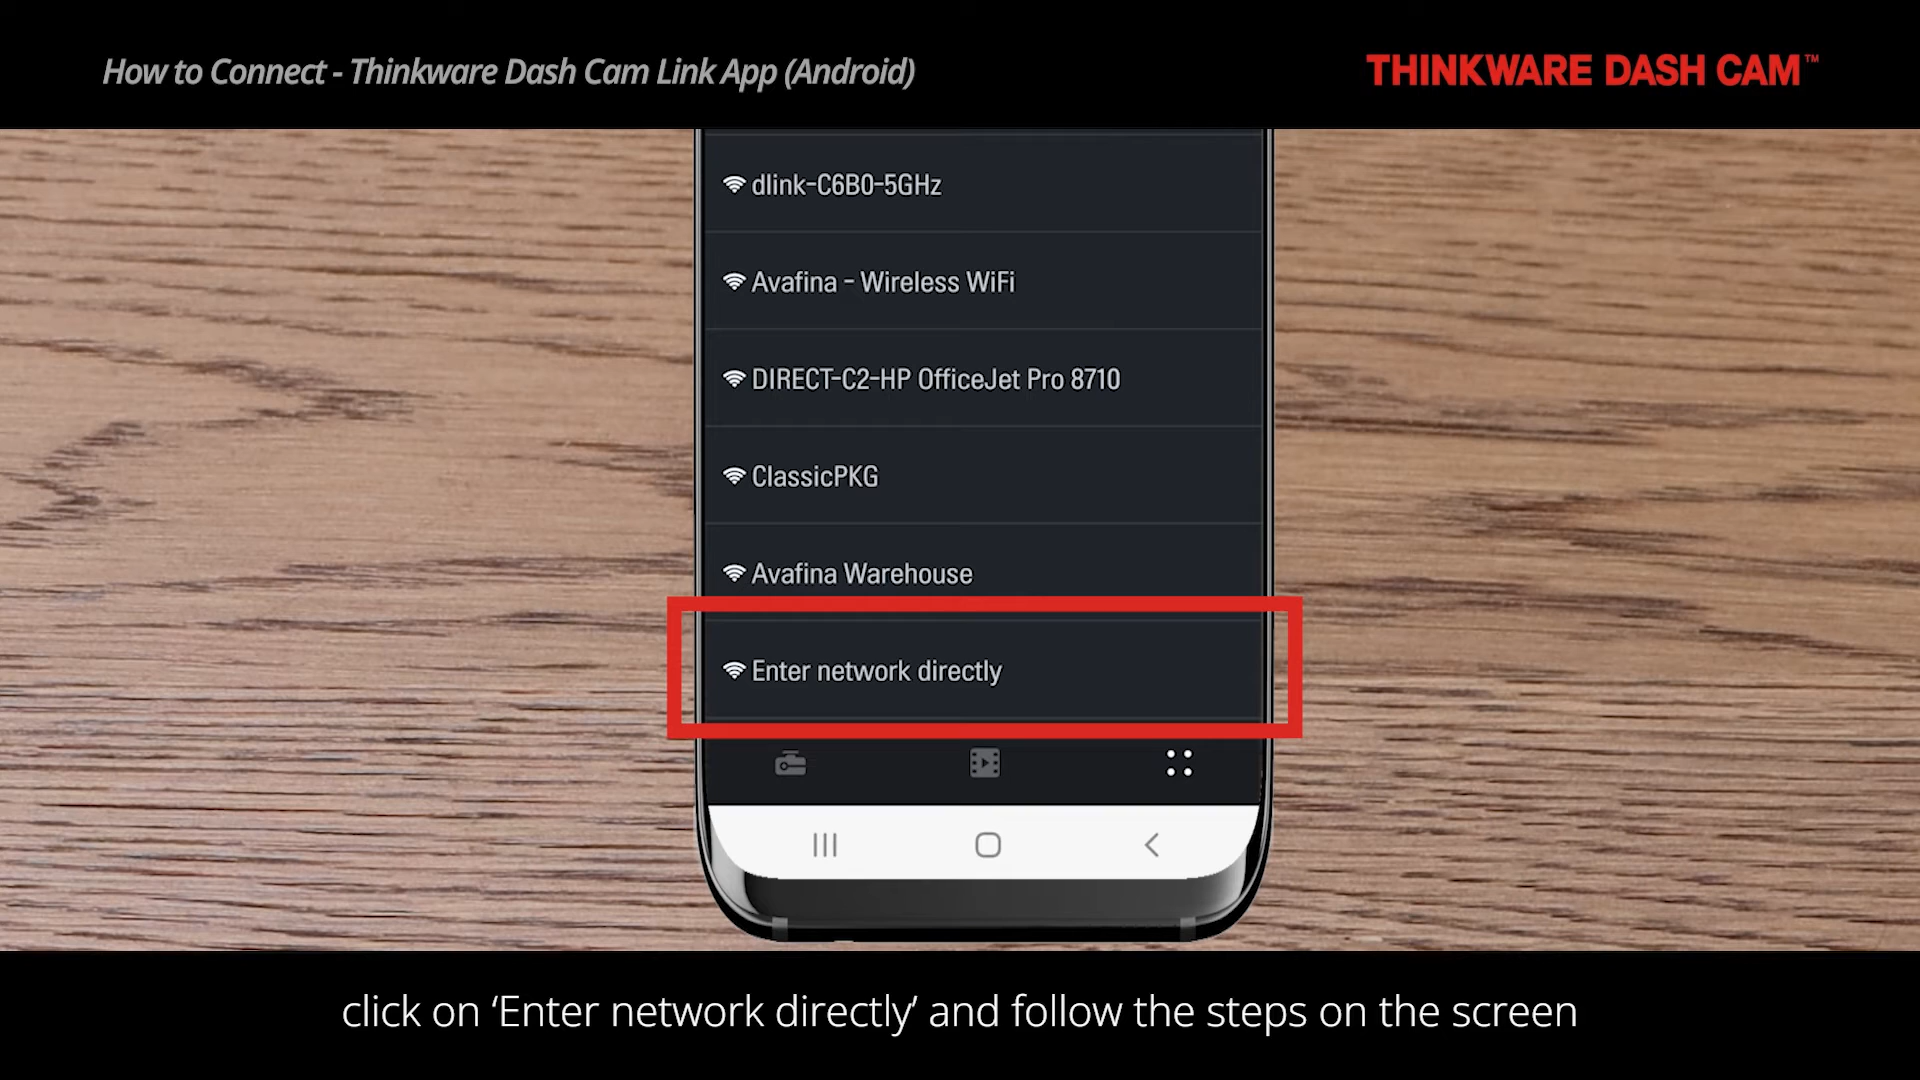 How to Connect - Thinkware Dash Cam Link App (Android)
THINKWARE DASH CAM™
dlink-C6B0-5GHz
Avafina - Wireless WiFi
DIRECT-C2-HP OfficeJet Pro 8710
ClassicPKG
Avafina Warehouse
Enter network directly
click on ‘Enter network directly’ and follow the steps on the screen